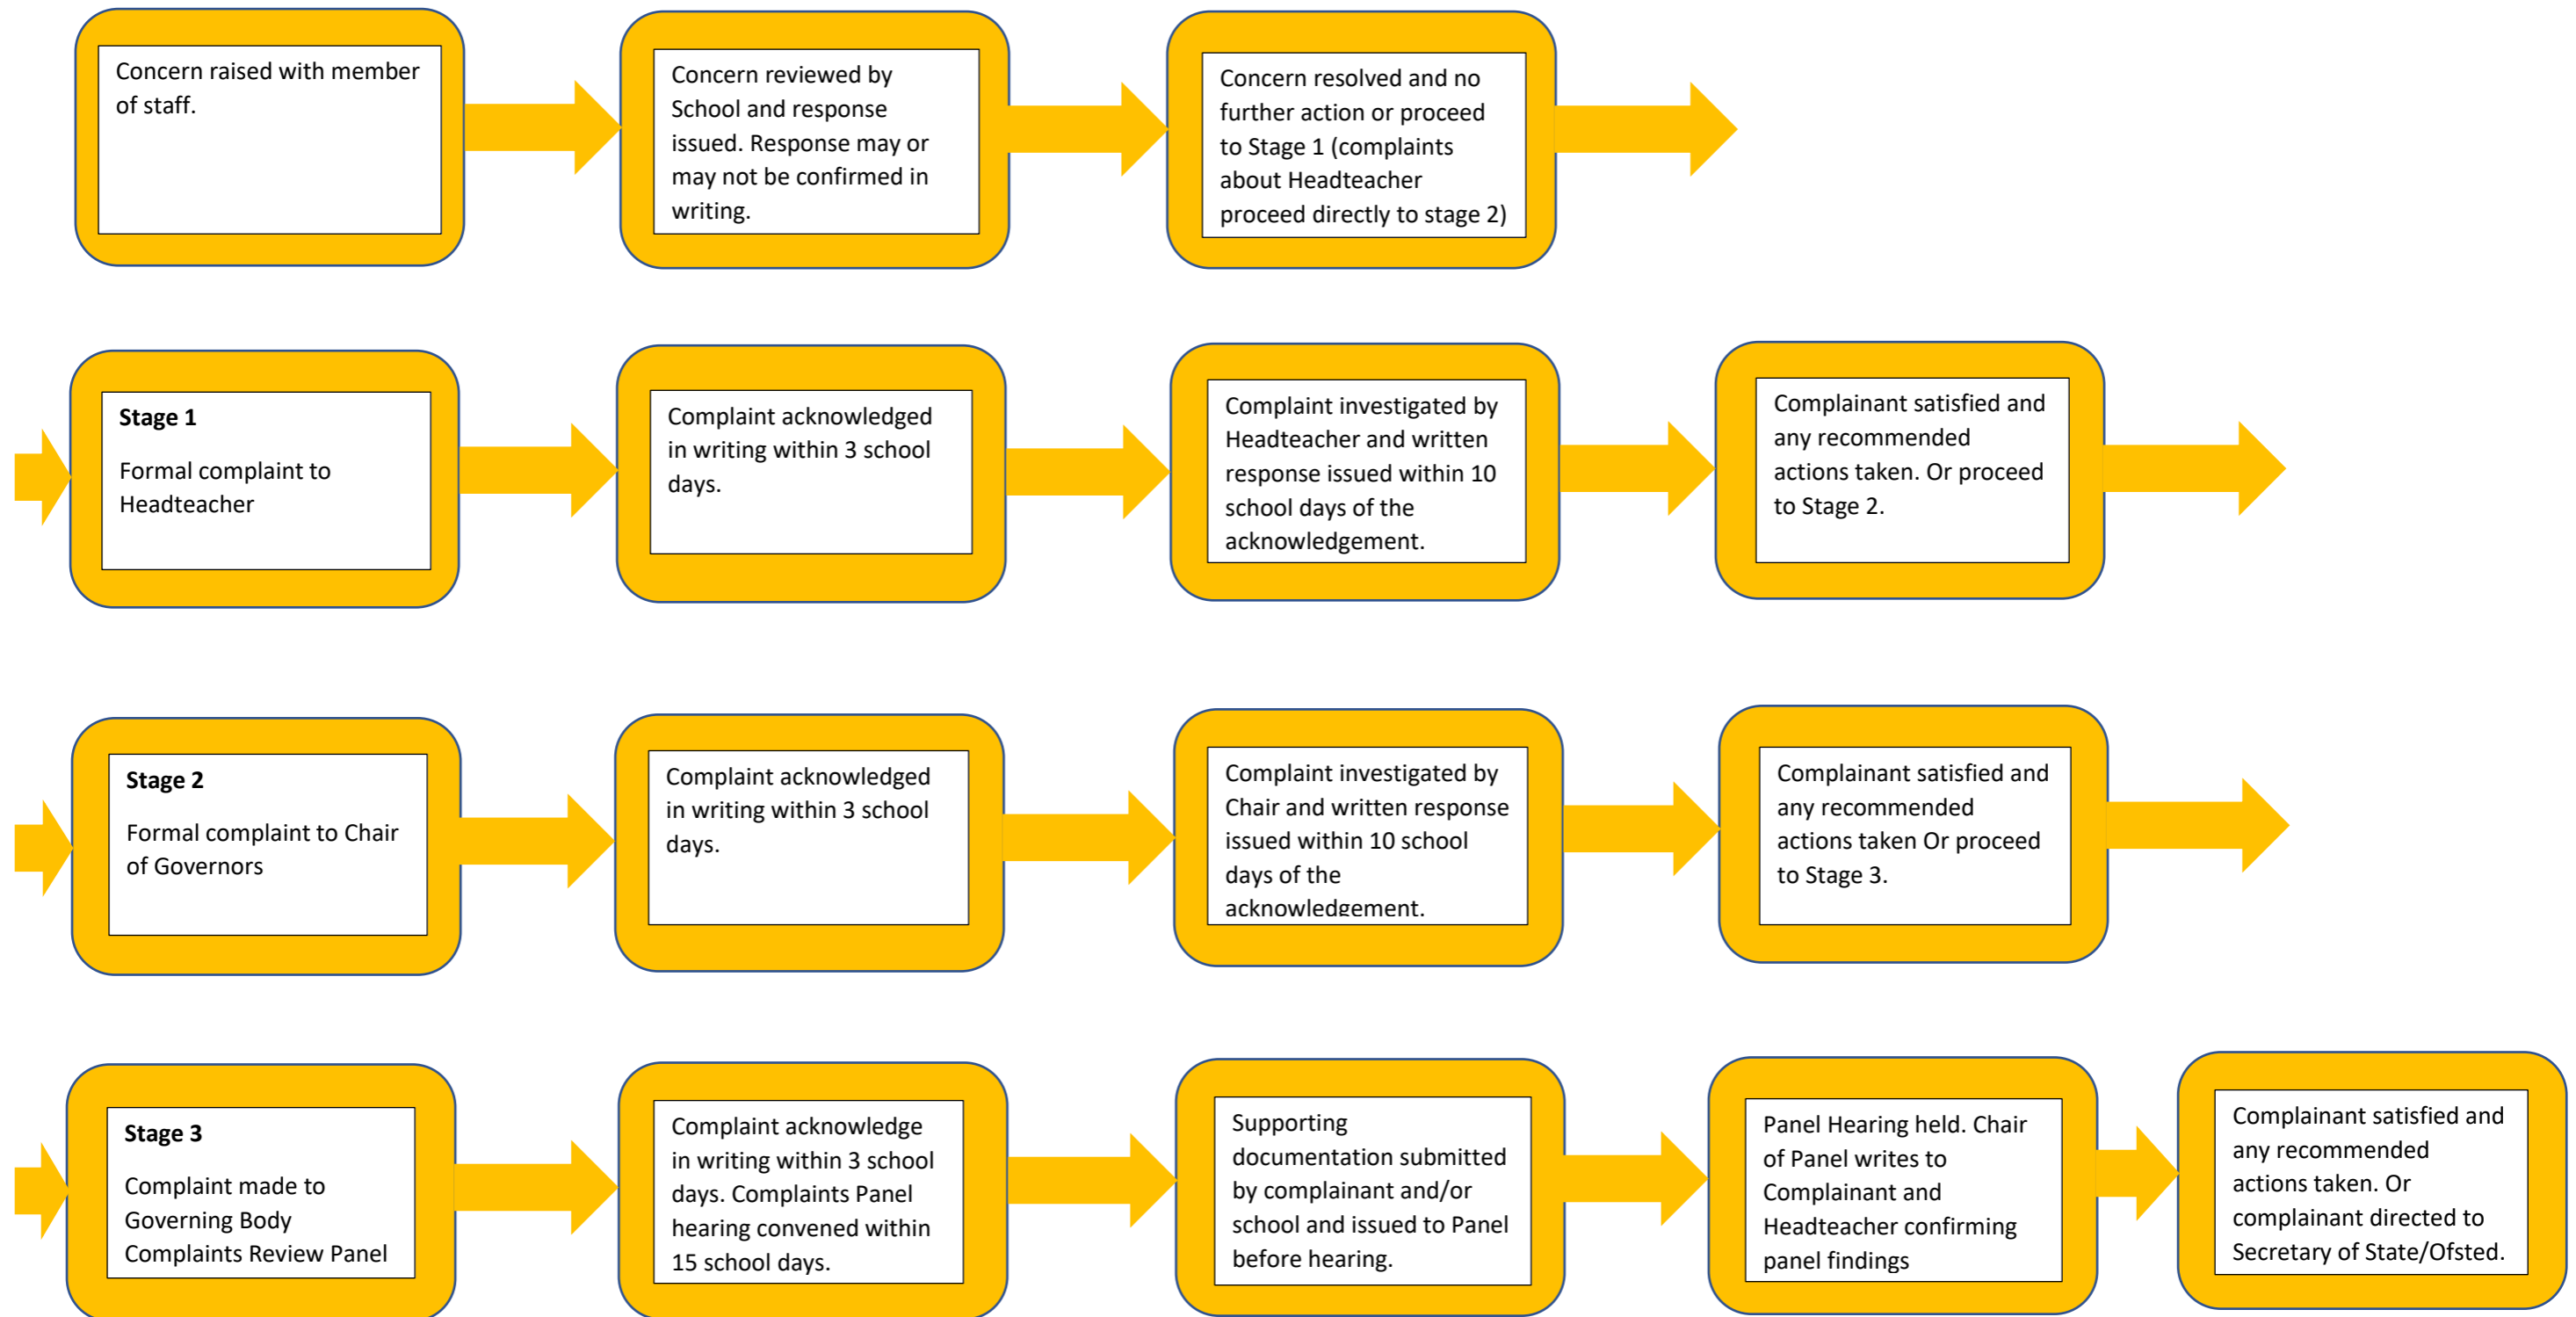 Concern raised with member
of staff.
Concern reviewed by
School and response
issued. Response may or
may not be confirmed in
writing.
Concern resolved and no
further action or proceed
to Stage 1 (complaints
about Headteacher
proceed directly to stage 2)
Stage 1
Formal complaint to
Headteacher
Complaint acknowledged
in writing within 3 school
days.
Complaint investigated by
Headteacher and written
response issued within 10
school days of the
acknowledgement.
Complainant satisfied and
any recommended
actions taken. Or proceed
to Stage 2.
Stage 2
Formal complaint to Chair
of Governors
Complaint acknowledged
in writing within 3 school
days.
Complaint investigated by
Chair and written response
issued within 10 school
days of the
acknowledgement.
Complainant satisfied and
any recommended
actions taken Or proceed
to Stage 3.
Stage 3
Complaint made to
Governing Body
Complaints Review Panel
Complaint acknowledge
in writing within 3 school
days. Complaints Panel
hearing convened within
15 school days.
Supporting
documentation submitted
by complainant and/or
school and issued to Panel
before hearing.
Panel Hearing held. Chair
of Panel writes to
Complainant and
Headteacher confirming
panel findings
Complainant satisfied and
any recommended
actions taken. Or
complainant directed to
Secretary of State/Ofsted.